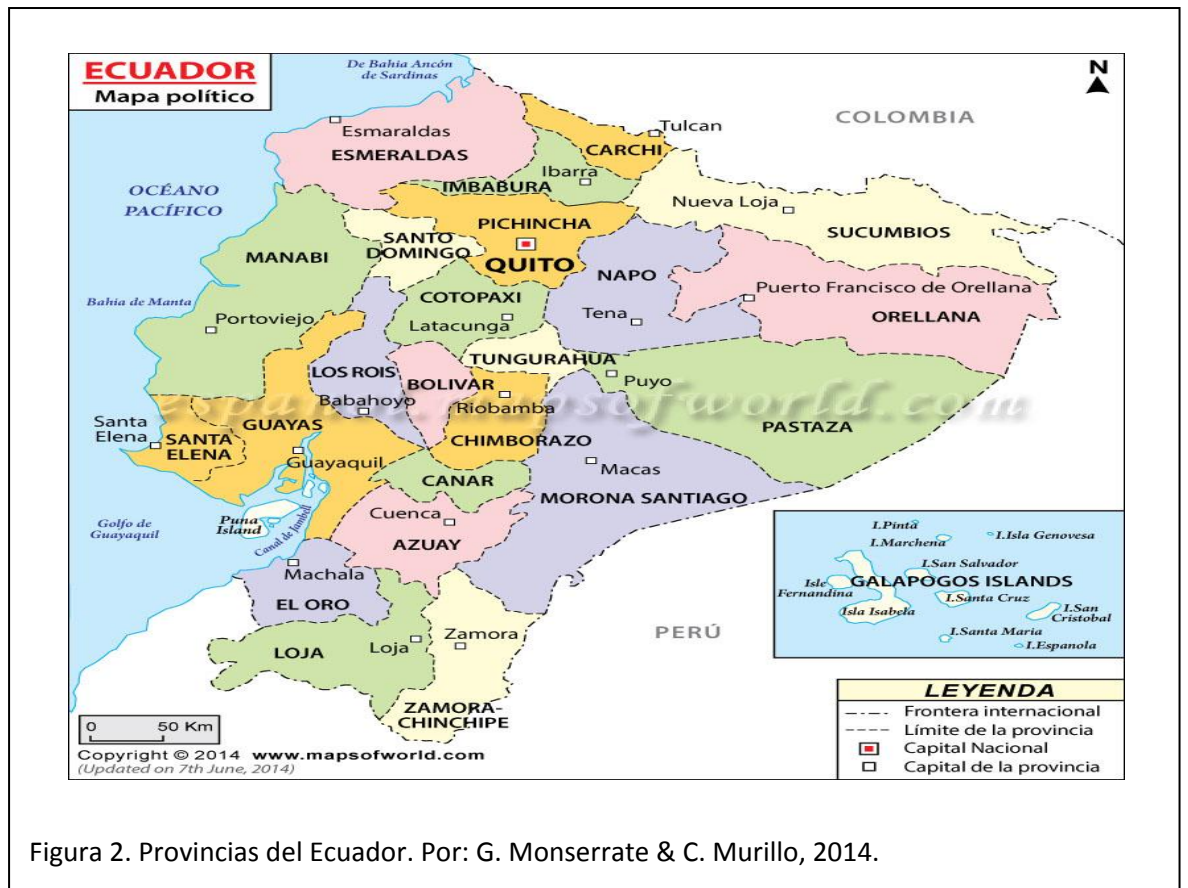 ECUADOR
Mapa político
De Bahia Ancón
de Sardinas
N
COLOMBIA
Esmaraldas
ESMERALDAS
Tulcan
CARCHI
Ibarra
IMBABURA
OCÉANO
PACÍFICO
Nueva Loja
SUCUMBIOS
PICHINCHA
QUITO
SANTO
DOMINGO
MANABI
NAPO
Bahia de Manta
Portoviejo
COTOPAXI
Latacunga
Tena
Puerto Francisco de Orellana
ORELLANA
TUNGURAHUA
LOS ROIS
BOLIVAR
Puyo
Babahoyo
Riobamba
espanol.mapsofworld.com
Santa
Elena
SANTA
ELENA
GUAYAS
Guayaquil
CHIMBORAZO
PASTAZA
Macas
CANAR
MORONA SANTIAGO
Golfo de
Guayaquil
Puna
Island
Canal de Jambeli
Cuenca
AZUAY
Machala
EL ORO
LOJA
Loja
Zamora
ZAMORA-
CHINCHIPE
PERÚ
I.Pinta
I.Marchena
I.Isla Genovesa
I.San Salvador
Isle
Fernandina
GALAPOGOS ISLANDS
Isla Isabela
I.Santa Cruz
I.San
Cristobal
I.Santa Maria
I.Espanola
LEYENDA
Frontera internacional
Límite de la provincia
Capital Nacional
Capital de la provincia
0 50 Km
Copyright © 2014 www.mapsofworld.com
(Updated on 7th June, 2014)
Figura 2. Provincias del Ecuador. Por: G. Monserrate & C. Murillo, 2014.